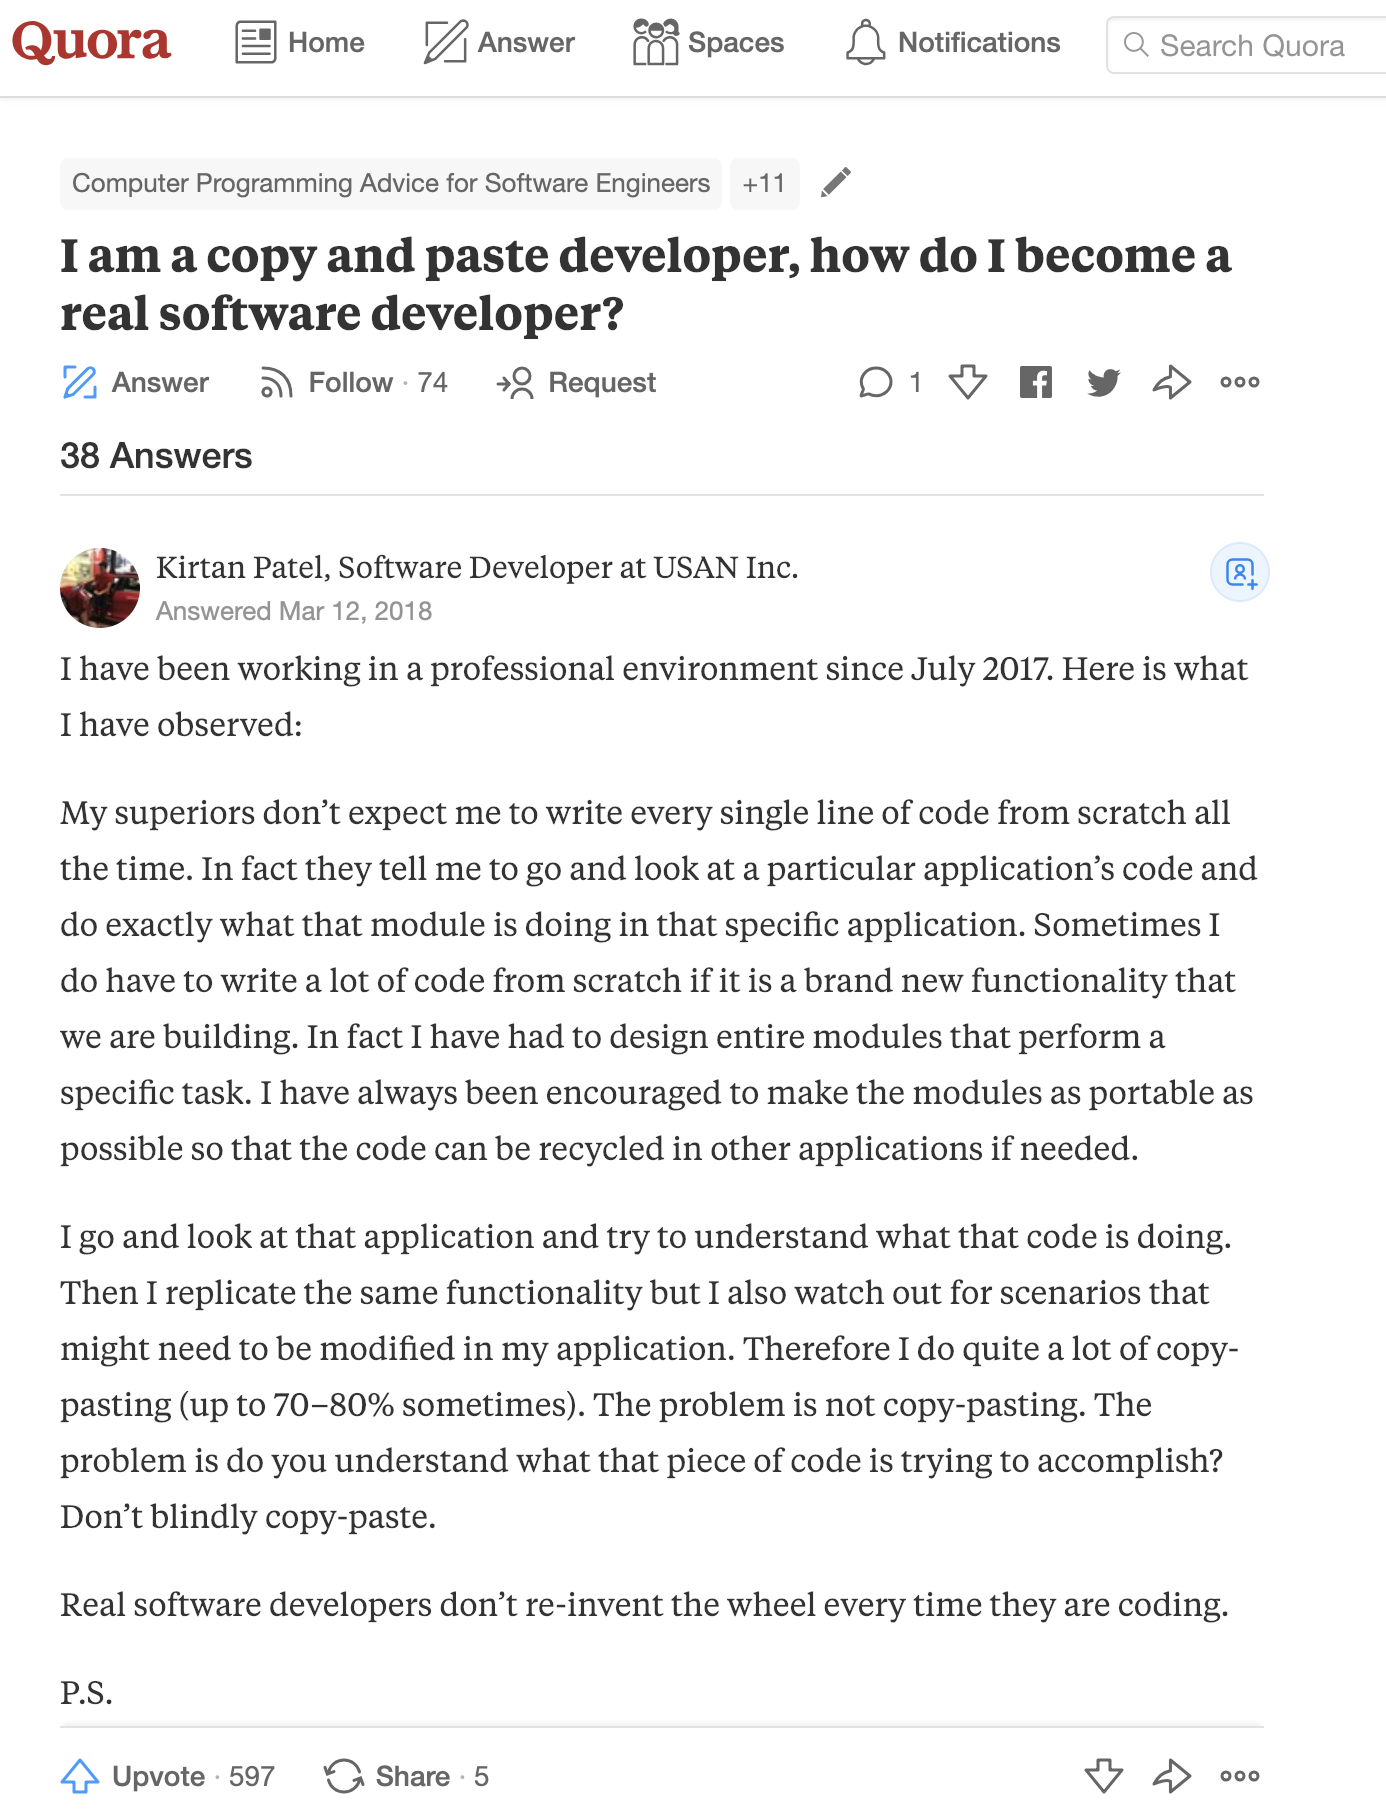 Quora
Home
Answer
Spaces
Notifications
Search Quora
Computer Programming Advice for Software Engineers
+11
I am a copy and paste developer, how do I become a
real software developer?
Answer
Follow · 74
Request
1
38 Answers
Kirtan Patel, Software Developer at USAN Inc.
Answered Mar 12, 2018
I have been working in a professional environment since July 2017. Here is what
I have observed:
My superiors don’t expect me to write every single line of code from scratch all
the time. In fact they tell me to go and look at a particular application’s code and
do exactly what that module is doing in that specific application. Sometimes I
do have to write a lot of code from scratch if it is a brand new functionality that
we are building. In fact I have had to design entire modules that perform a
specific task. I have always been encouraged to make the modules as portable as
possible so that the code can be recycled in other applications if needed.
I go and look at that application and try to understand what that code is doing.
Then I replicate the same functionality but I also watch out for scenarios that
might need to be modified in my application. Therefore I do quite a lot of copy-
pasting (up to 70–80% sometimes). The problem is not copy-pasting. The
problem is do you understand what that piece of code is trying to accomplish?
Don’t blindly copy-paste.
Real software developers don’t re-invent the wheel every time they are coding.
P.S.
Upvote · 597
Share · 5